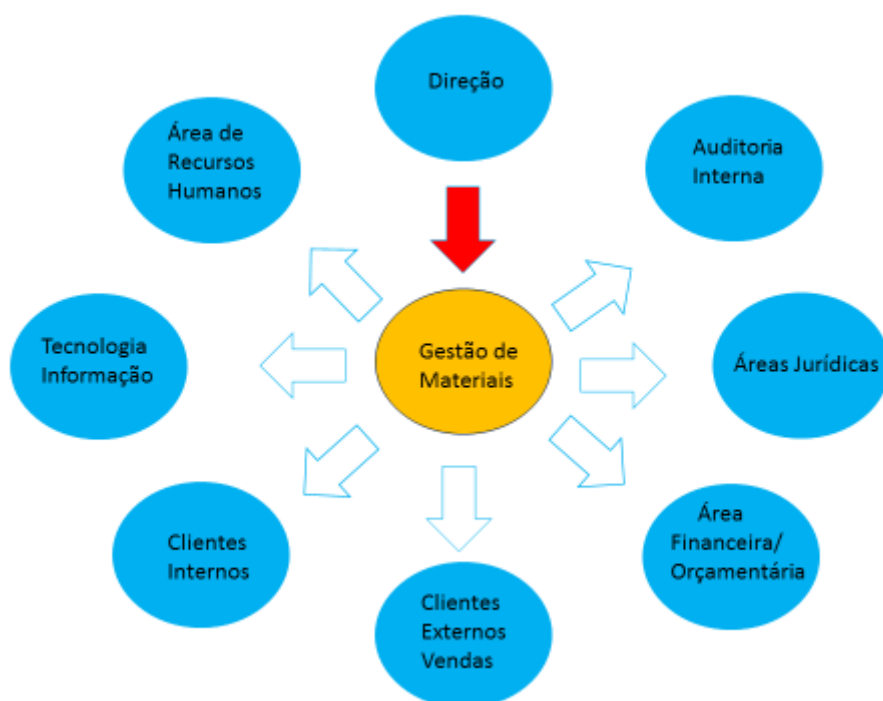 Direção
Área de
Recursos
Humanos
Auditoria
Interna
Tecnologia
Informação
Gestão de
Materiais
Áreas Jurídicas
Clientes
Internos
Área
Financeira/
Orçamentária
Clientes
Externos
Vendas